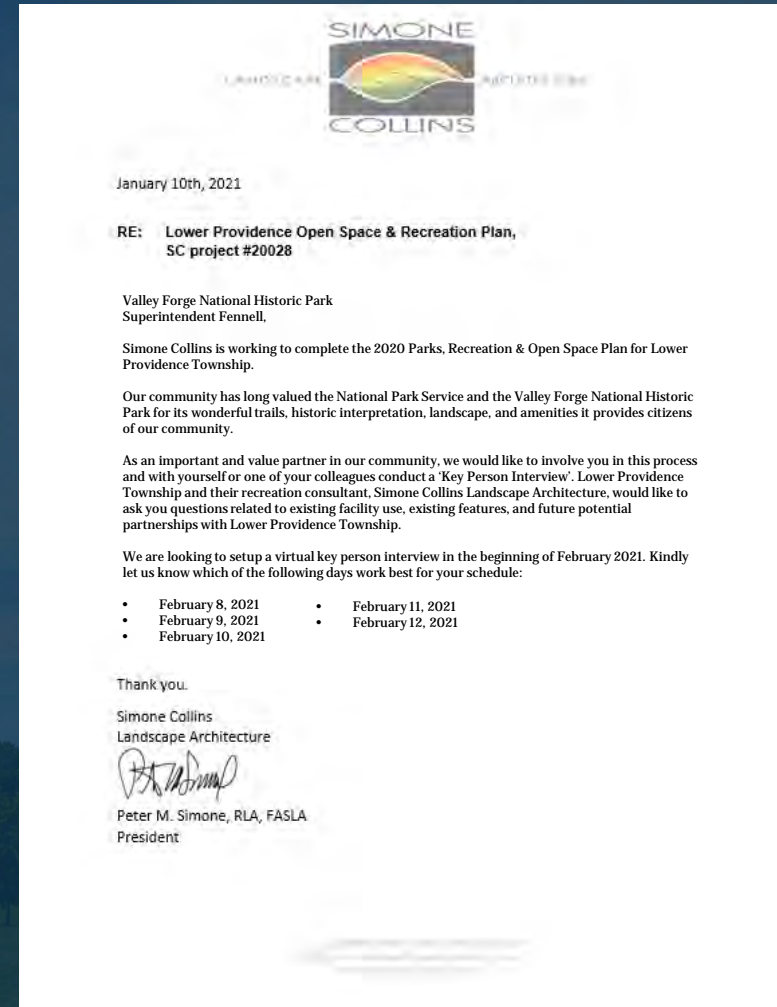 SIMONE
LANDSCAPE ARCHITECTURE
COLLINS
January 10th, 2021
RE: Lower Providence Open Space & Recreation Plan,
SC project #20028
Valley Forge National Historic Park
Superintendent Fennell,
Simone Collins is working to complete the 2020 Parks, Recreation & Open Space Plan for Lower
Providence Township.
Our community has long valued the National Park Service and the Valley Forge National Historic
Park for its wonderful trails, historic interpretation, landscape, and amenities it provides citizens
of our community.
As an important and value partner in our community, we would like to involve you in this process
and with yourself or one of your colleagues conduct a ‘Key Person Interview’. Lower Providence
Township and their recreation consultant, Simone Collins Landscape Architecture, would like to
ask you questions related to existing facility use, existing features, and future potential
partnerships with Lower Providence Township.
We are looking to setup a virtual key person interview in the beginning of February 2021. Kindly
let us know which of the following days work best for your schedule:
• February 8, 2021
• February 9, 2021
• February 10, 2021
• February 11, 2021
• February 12, 2021
Thank you.
Simone Collins
Landscape Architecture
Peter M. Simone, RLA, FASLA
President